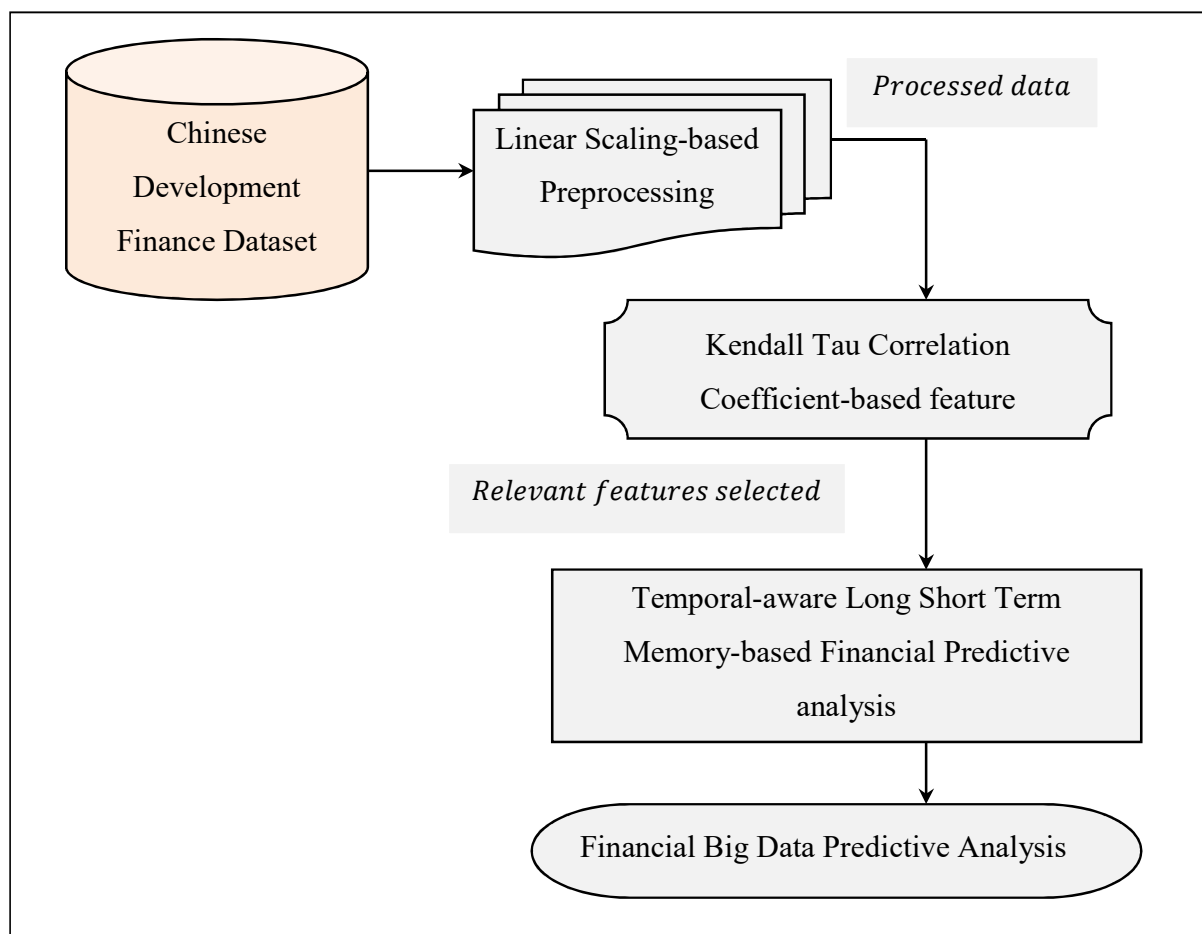 Chinese
Development
Finance Dataset
Linear Scaling-based
Preprocessing
Processed data
Kendall Tau Correlation
Coefficient-based feature
Relevant features selected
Temporal-aware Long Short Term
Memory-based Financial Predictive
analysis
Financial Big Data Predictive Analysis